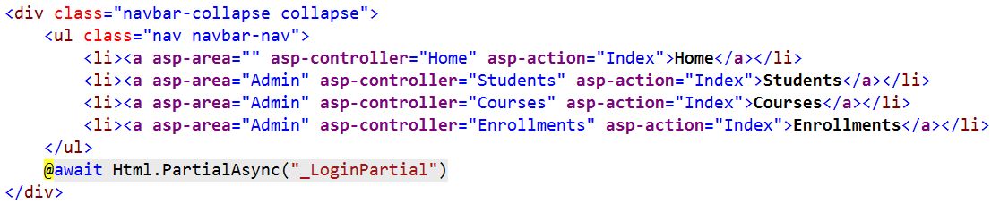 <div class="navbar-collapse collapse">
    <ul class="nav navbar-nav">
        <li><a asp-area="" asp-controller="Home" asp-action="Index">Home</a></li>
        <li><a asp-area="Admin" asp-controller="Students" asp-action="Index">Students</a></li>
        <li><a asp-area="Admin" asp-controller="Courses" asp-action="Index">Courses</a></li>
        <li><a asp-area="Admin" asp-controller="Enrollments" asp-action="Index">Enrollments</a></li>
    </ul>
    @await Html.PartialAsync("_LoginPartial")
</div>